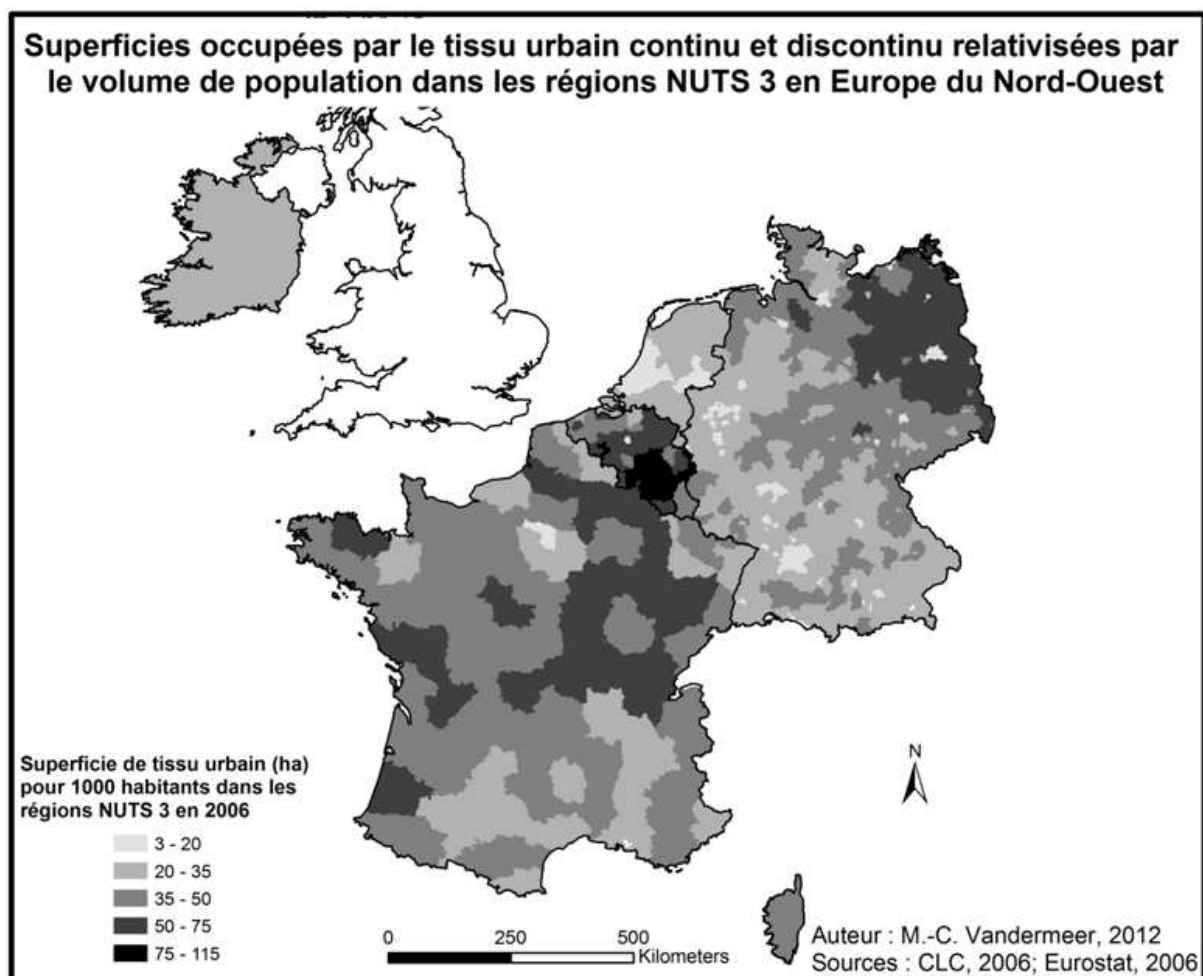 Superficies occupées par le tissu urbain continu et discontinu relativisées par
le volume de population dans les régions NUTS 3 en Europe du Nord-Ouest
N
Superficie de tissu urbain (ha)
pour 1000 habitants dans les
régions NUTS 3 en 2006
3 - 20
20 - 35
35 - 50
50 - 75
75 - 115
0 250 500
Kilometers
Auteur : M.-C. Vandermeer, 2012
Sources : CLC, 2006; Eurostat, 2006